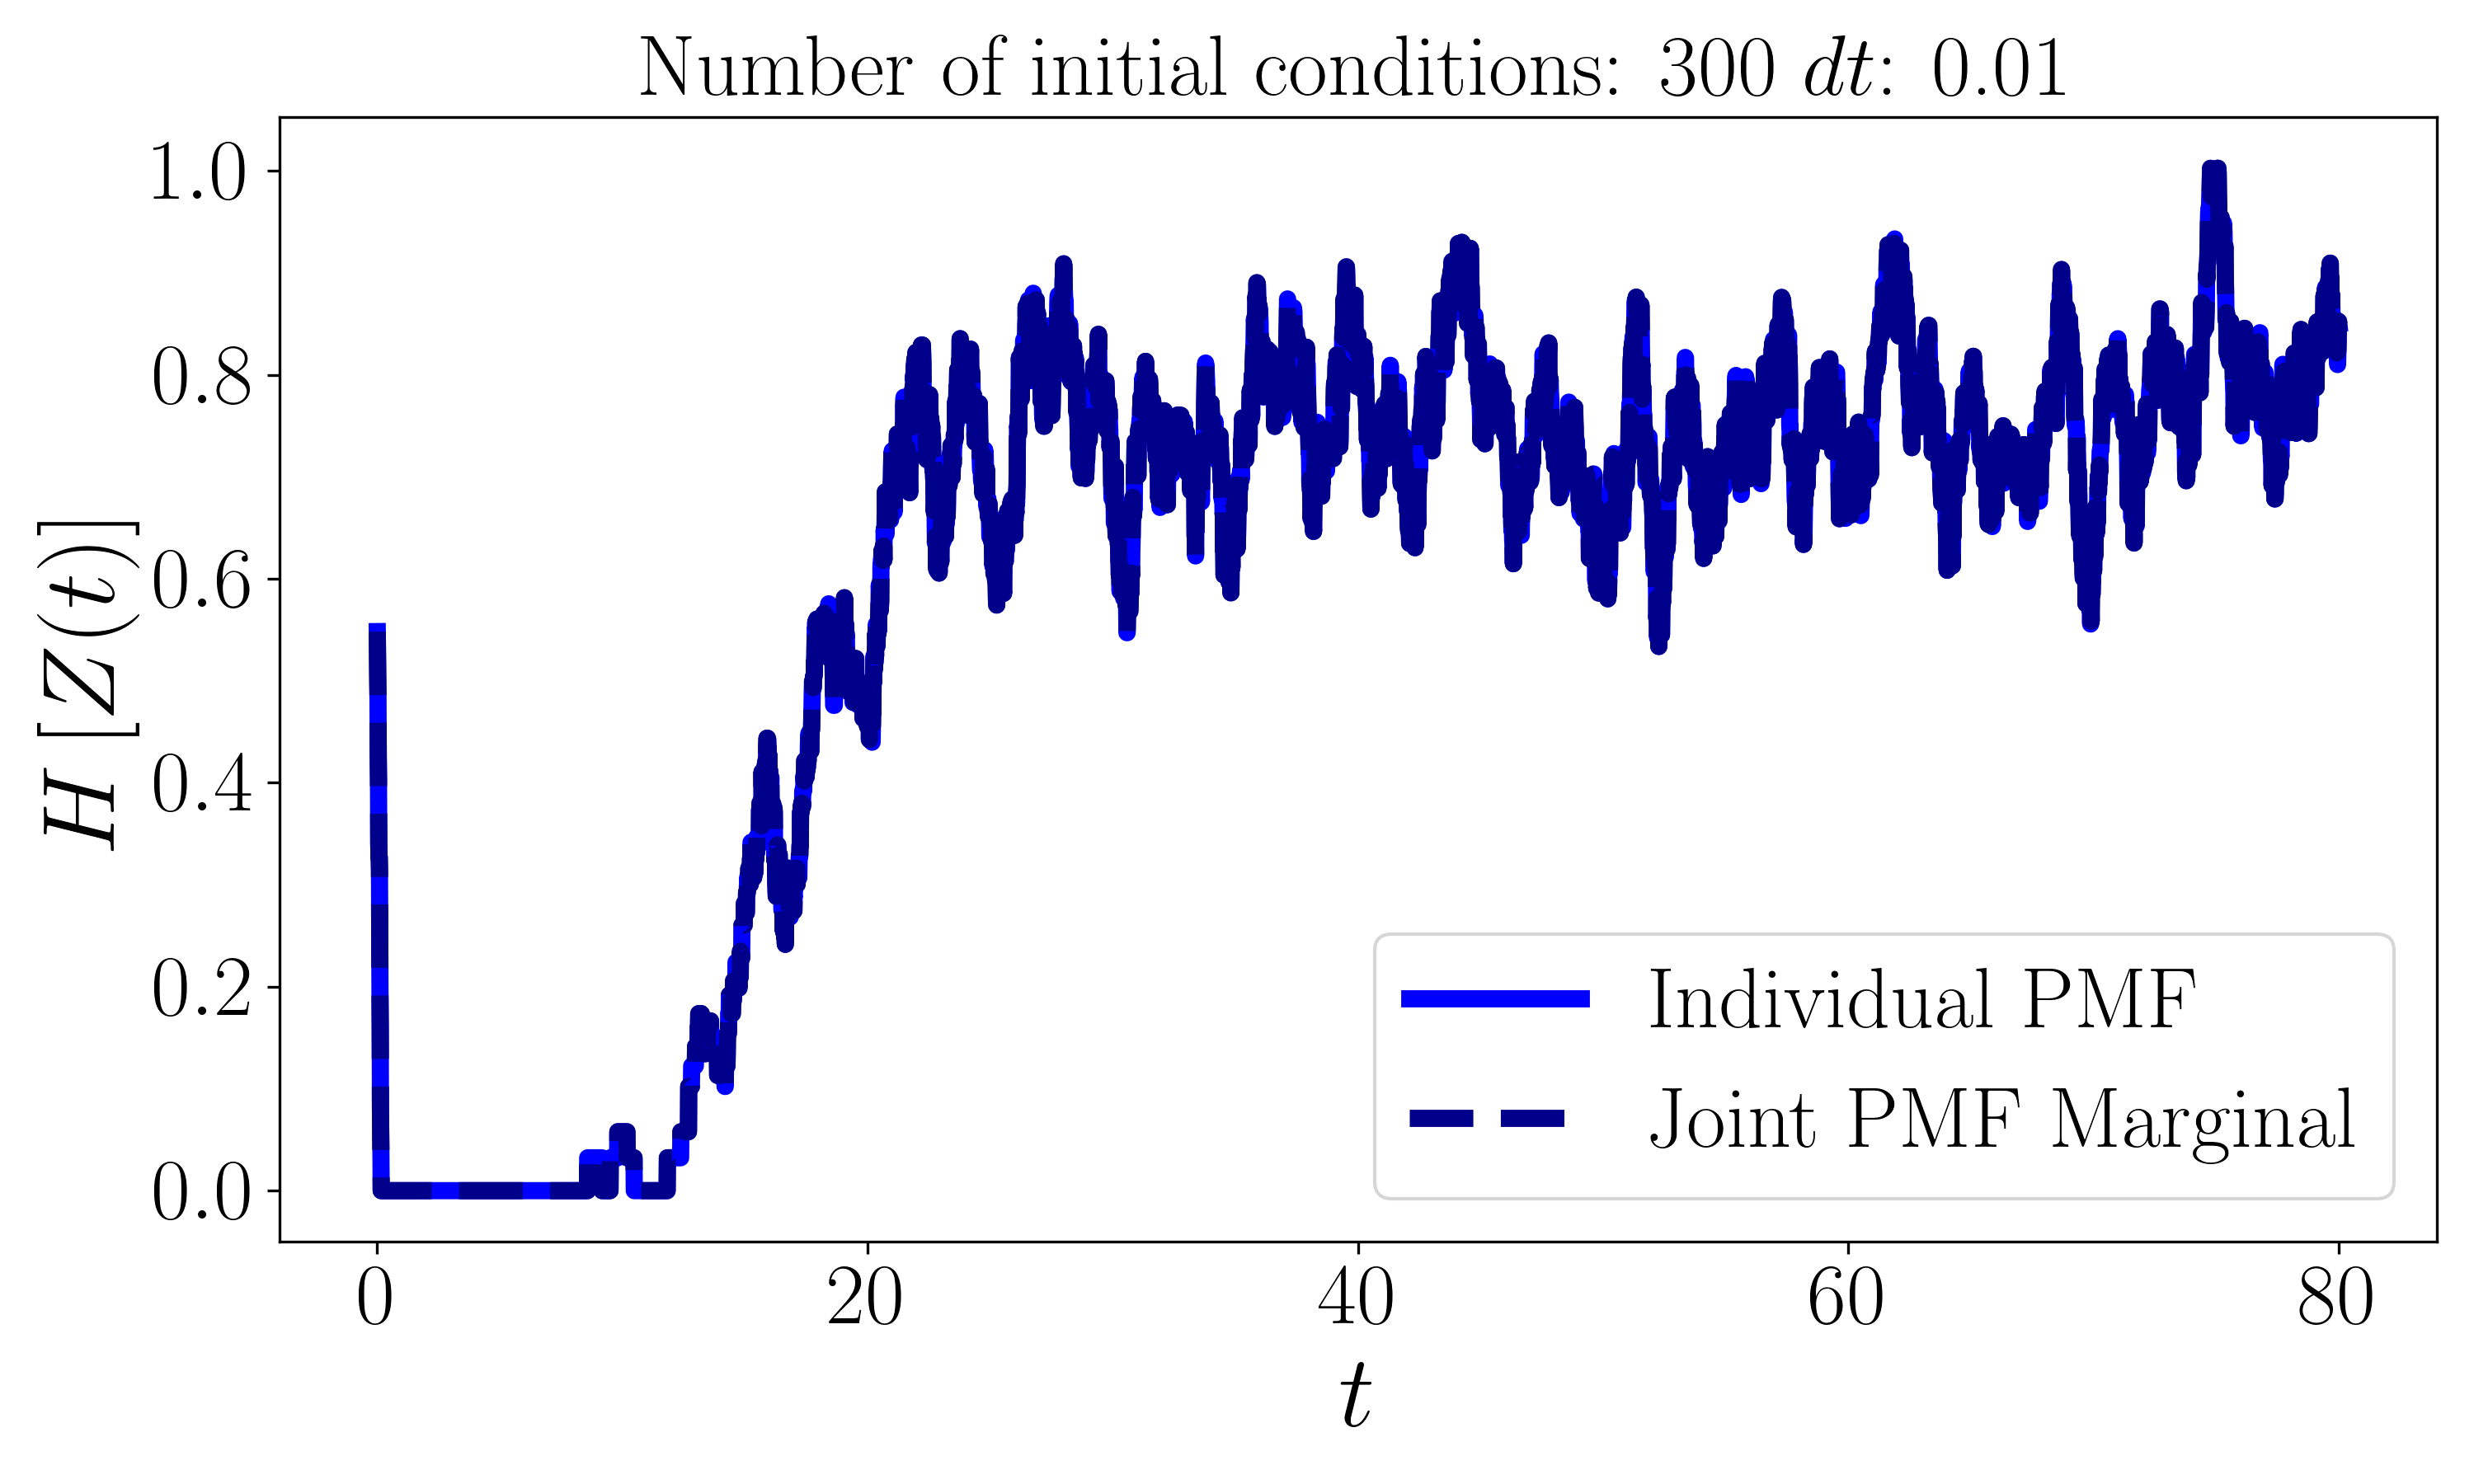 Number of initial conditions: 300 dt: 0.01
H [Z(t)]
1.0
0.8
0.6
0.4
0.2
0.0
Individual PMF
Joint PMF Marginal
0 20 40 60 80
t